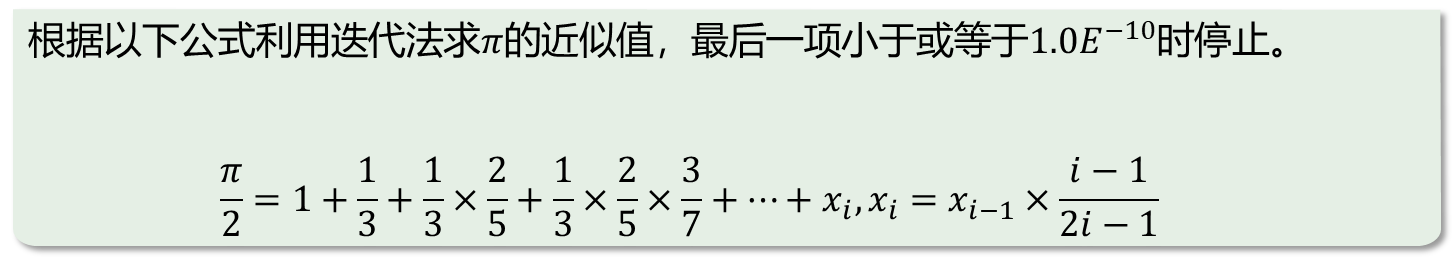 根据以下公式利用迭代法求π的近似值，最后一项小于或等于1.0E⁻¹⁰时停止。
π/2 = 1 + 1/3 + 1/3 × 2/5 + 1/3 × 2/5 × 3/7 + ⋯ + xᵢ, xᵢ = xᵢ₋₁ × (i − 1)/(2i − 1)